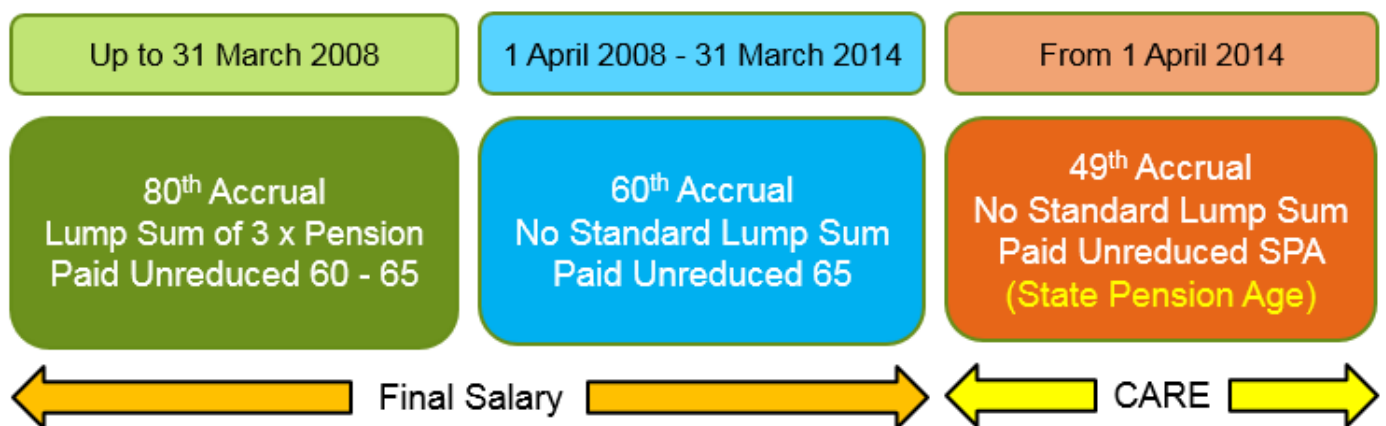 Up to 31 March 2008
1 April 2008 - 31 March 2014
From 1 April 2014
80th Accrual
Lump Sum of 3 x Pension
Paid Unreduced 60 - 65
60th Accrual
No Standard Lump Sum
Paid Unreduced 65
49th Accrual
No Standard Lump Sum
Paid Unreduced SPA
(State Pension Age)
Final Salary
CARE